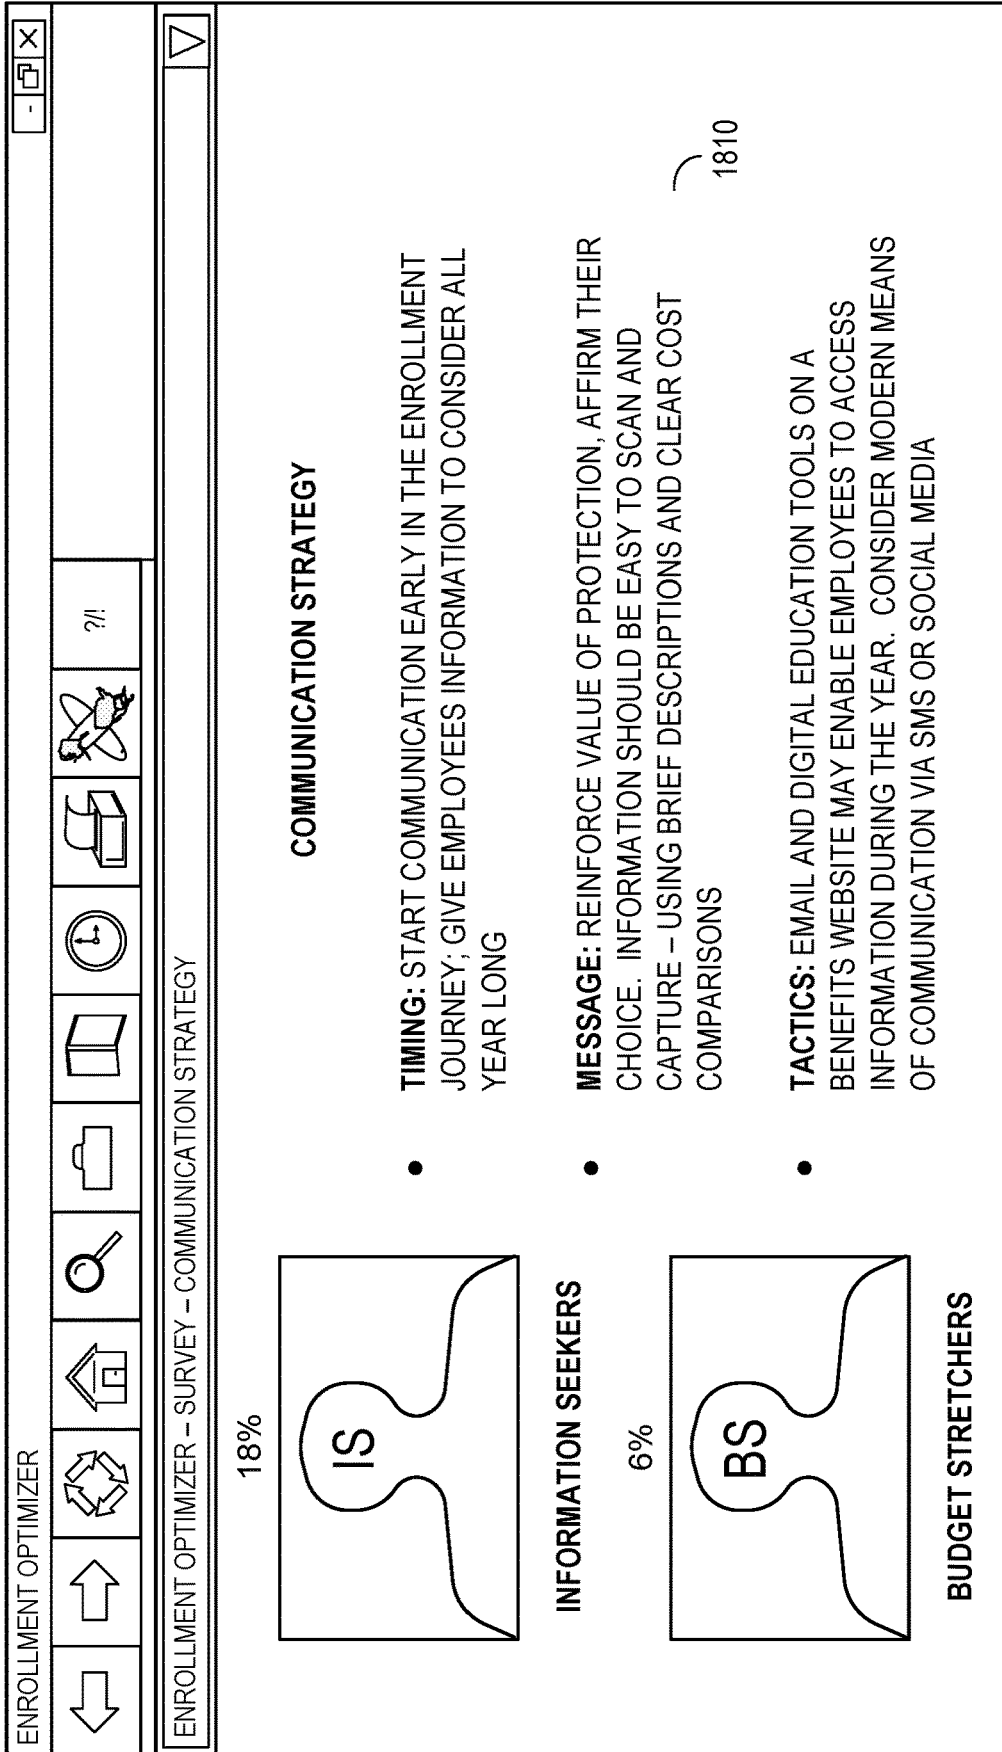 ENROLLMENT OPTIMIZER
- X
?/!
ENROLLMENT OPTIMIZER – SURVEY – COMMUNICATION STRATEGY
18%
IS
INFORMATION SEEKERS
6%
BS
BUDGET STRETCHERS
COMMUNICATION STRATEGY
• TIMING: START COMMUNICATION EARLY IN THE ENROLLMENT
JOURNEY; GIVE EMPLOYEES INFORMATION TO CONSIDER ALL
YEAR LONG
• MESSAGE: REINFORCE VALUE OF PROTECTION, AFFIRM THEIR
CHOICE. INFORMATION SHOULD BE EASY TO SCAN AND
CAPTURE – USING BRIEF DESCRIPTIONS AND CLEAR COST
COMPARISONS
• TACTICS: EMAIL AND DIGITAL EDUCATION TOOLS ON A
BENEFITS WEBSITE MAY ENABLE EMPLOYEES TO ACCESS
INFORMATION DURING THE YEAR. CONSIDER MODERN MEANS
OF COMMUNICATION VIA SMS OR SOCIAL MEDIA
1810